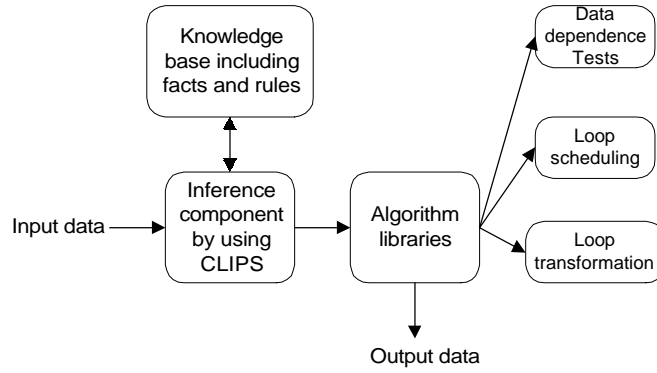 Knowledge
base including
facts and rules
Data
dependence
Tests
Loop
scheduling
Input data
Inference
component
by using
CLIPS
Algorithm
libraries
Loop
transformation
Output data